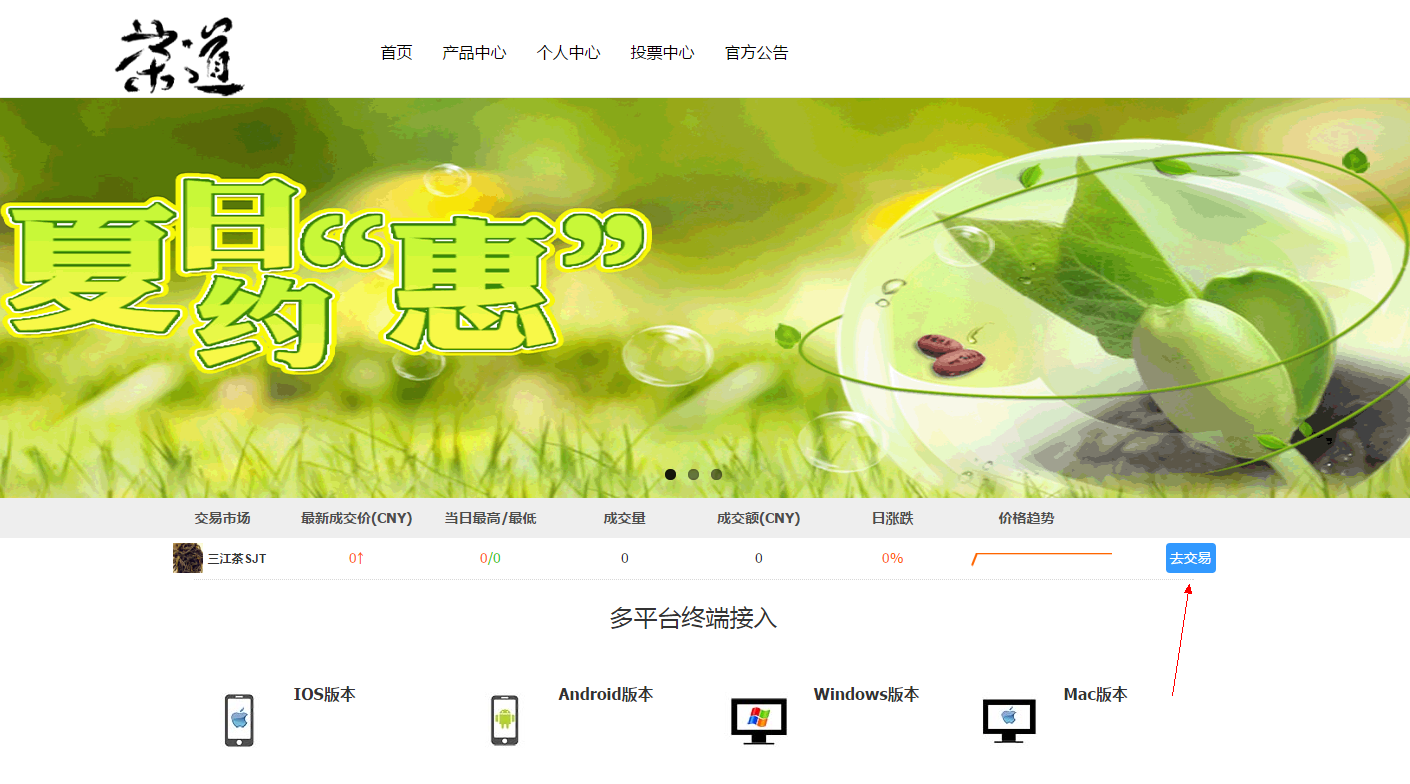 茶道
首页 产品中心 个人中心 投票中心 官方公告
夏日约“惠”
交易市场 最新成交价(CNY) 当日最高/最低 成交量 成交额(CNY) 日涨跌 价格趋势
三江茶SJT 0↑ 0/0 0 0 0% 去交易
多平台终端接入
IOS版本 Android版本 Windows版本 Mac版本